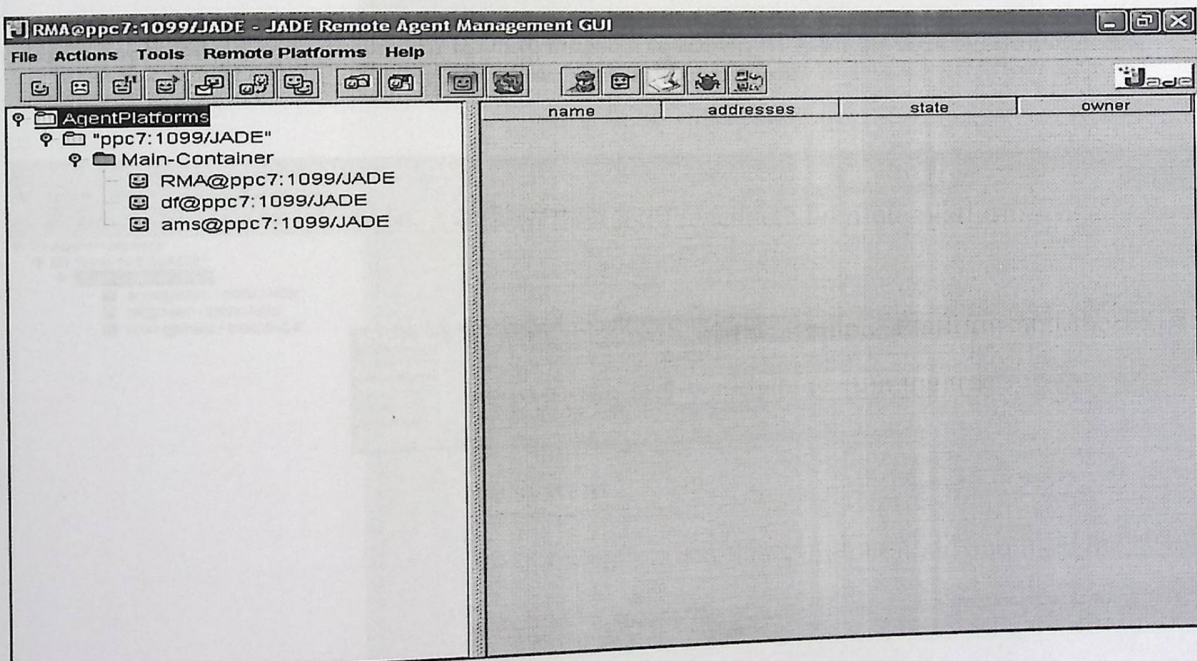 RMA@ppc7:1099/JADE - JADE Remote Agent Management GUI
File Actions Tools Remote Platforms Help
Jade
AgentPlatforms
"ppc7:1099/JADE"
Main-Container
RMA@ppc7:1099/JADE
df@ppc7:1099/JADE
ams@ppc7:1099/JADE
name addresses state owner